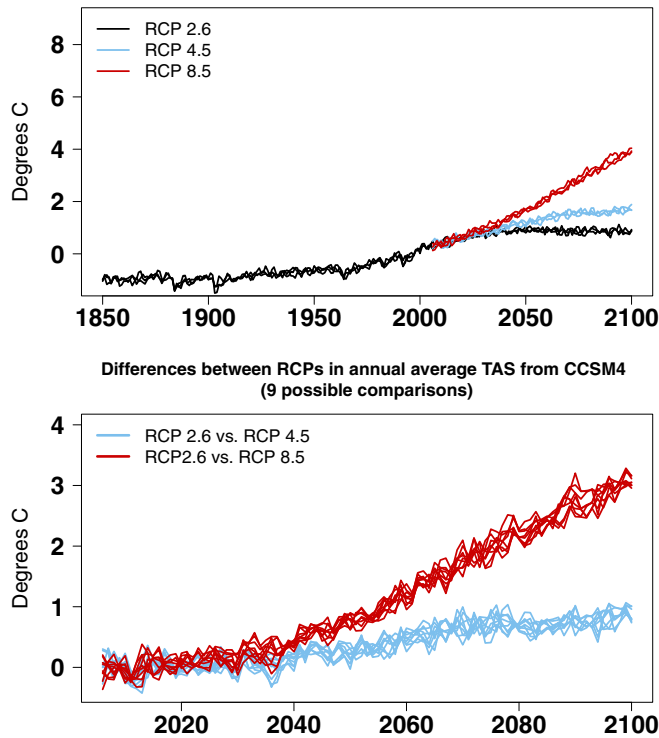 RCP 2.6
RCP 4.5
RCP 8.5
Degrees C
8
6
4
2
0
1850 1900 1950 2000 2050 2100
Differences between RCPs in annual average TAS from CCSM4
(9 possible comparisons)
RCP 2.6 vs. RCP 4.5
RCP2.6 vs. RCP 8.5
Degrees C
4
3
2
1
0
2020 2040 2060 2080 2100